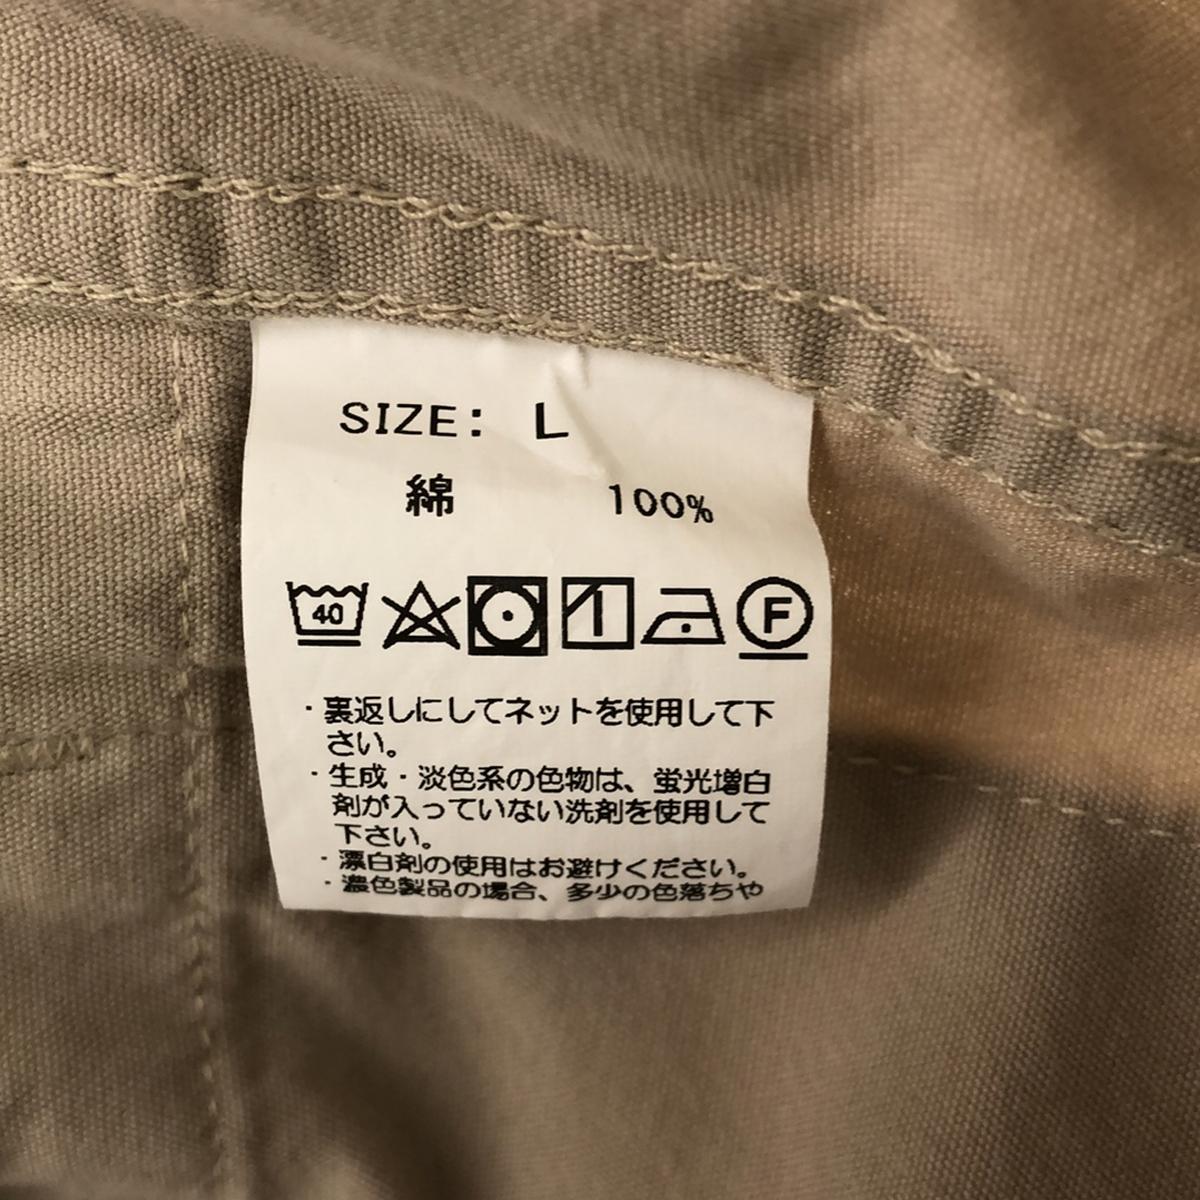 SIZE: L
綿 100%
40
F
・裏返しにしてネットを使用して下
さい。
・生成・淡色系の色物は、蛍光増白
剤が入っていない洗剤を使用して
下さい。
・漂白剤の使用はお避けください。
・濃色製品の場合、多少の色落ちや